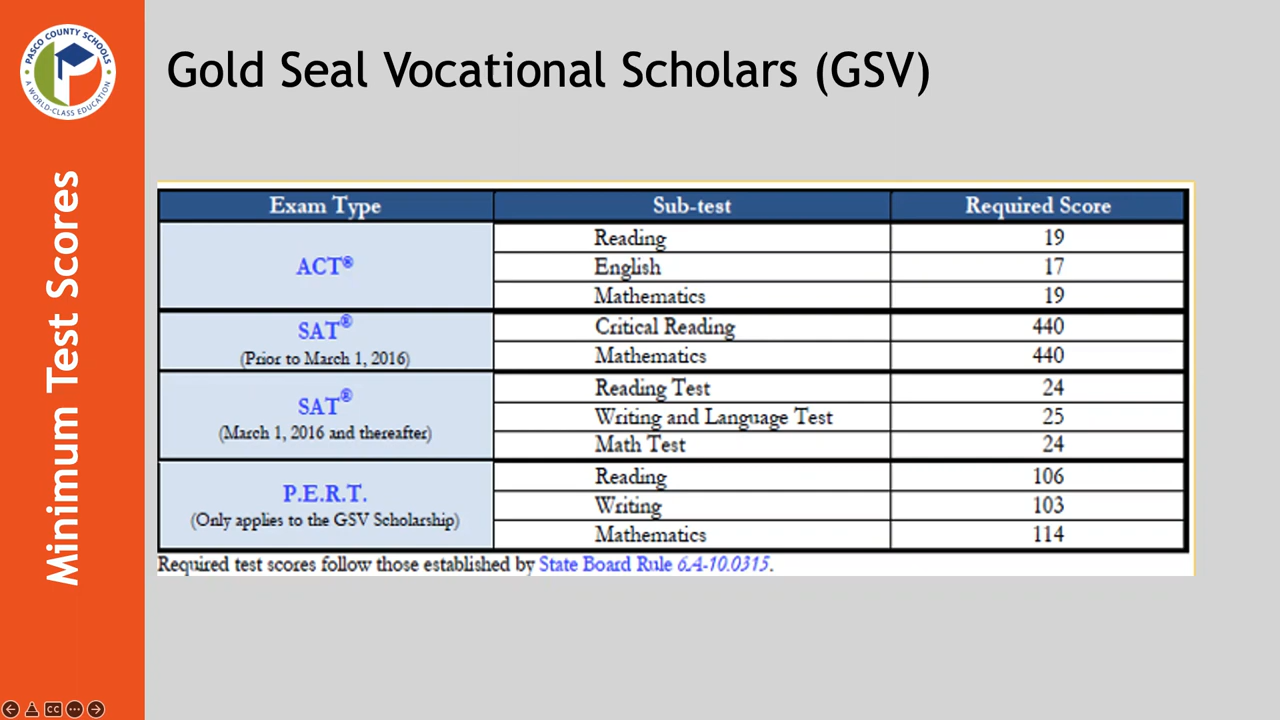 PASCO COUNTY SCHOOLS
A WORLD-CLASS EDUCATION
Gold Seal Vocational Scholars (GSV)
Minimum Test Scores
Exam Type Sub-test Required Score
ACT®
Reading 19
English 17
Mathematics 19
SAT®
(Prior to March 1, 2016)
Critical Reading 440
Mathematics 440
SAT®
(March 1, 2016 and thereafter)
Reading Test 24
Writing and Language Test 25
Math Test 24
P.E.R.T.
(Only applies to the GSV Scholarship)
Reading 106
Writing 103
Mathematics 114
Required test scores follow those established by State Board Rule 6A-10.0315.
CC